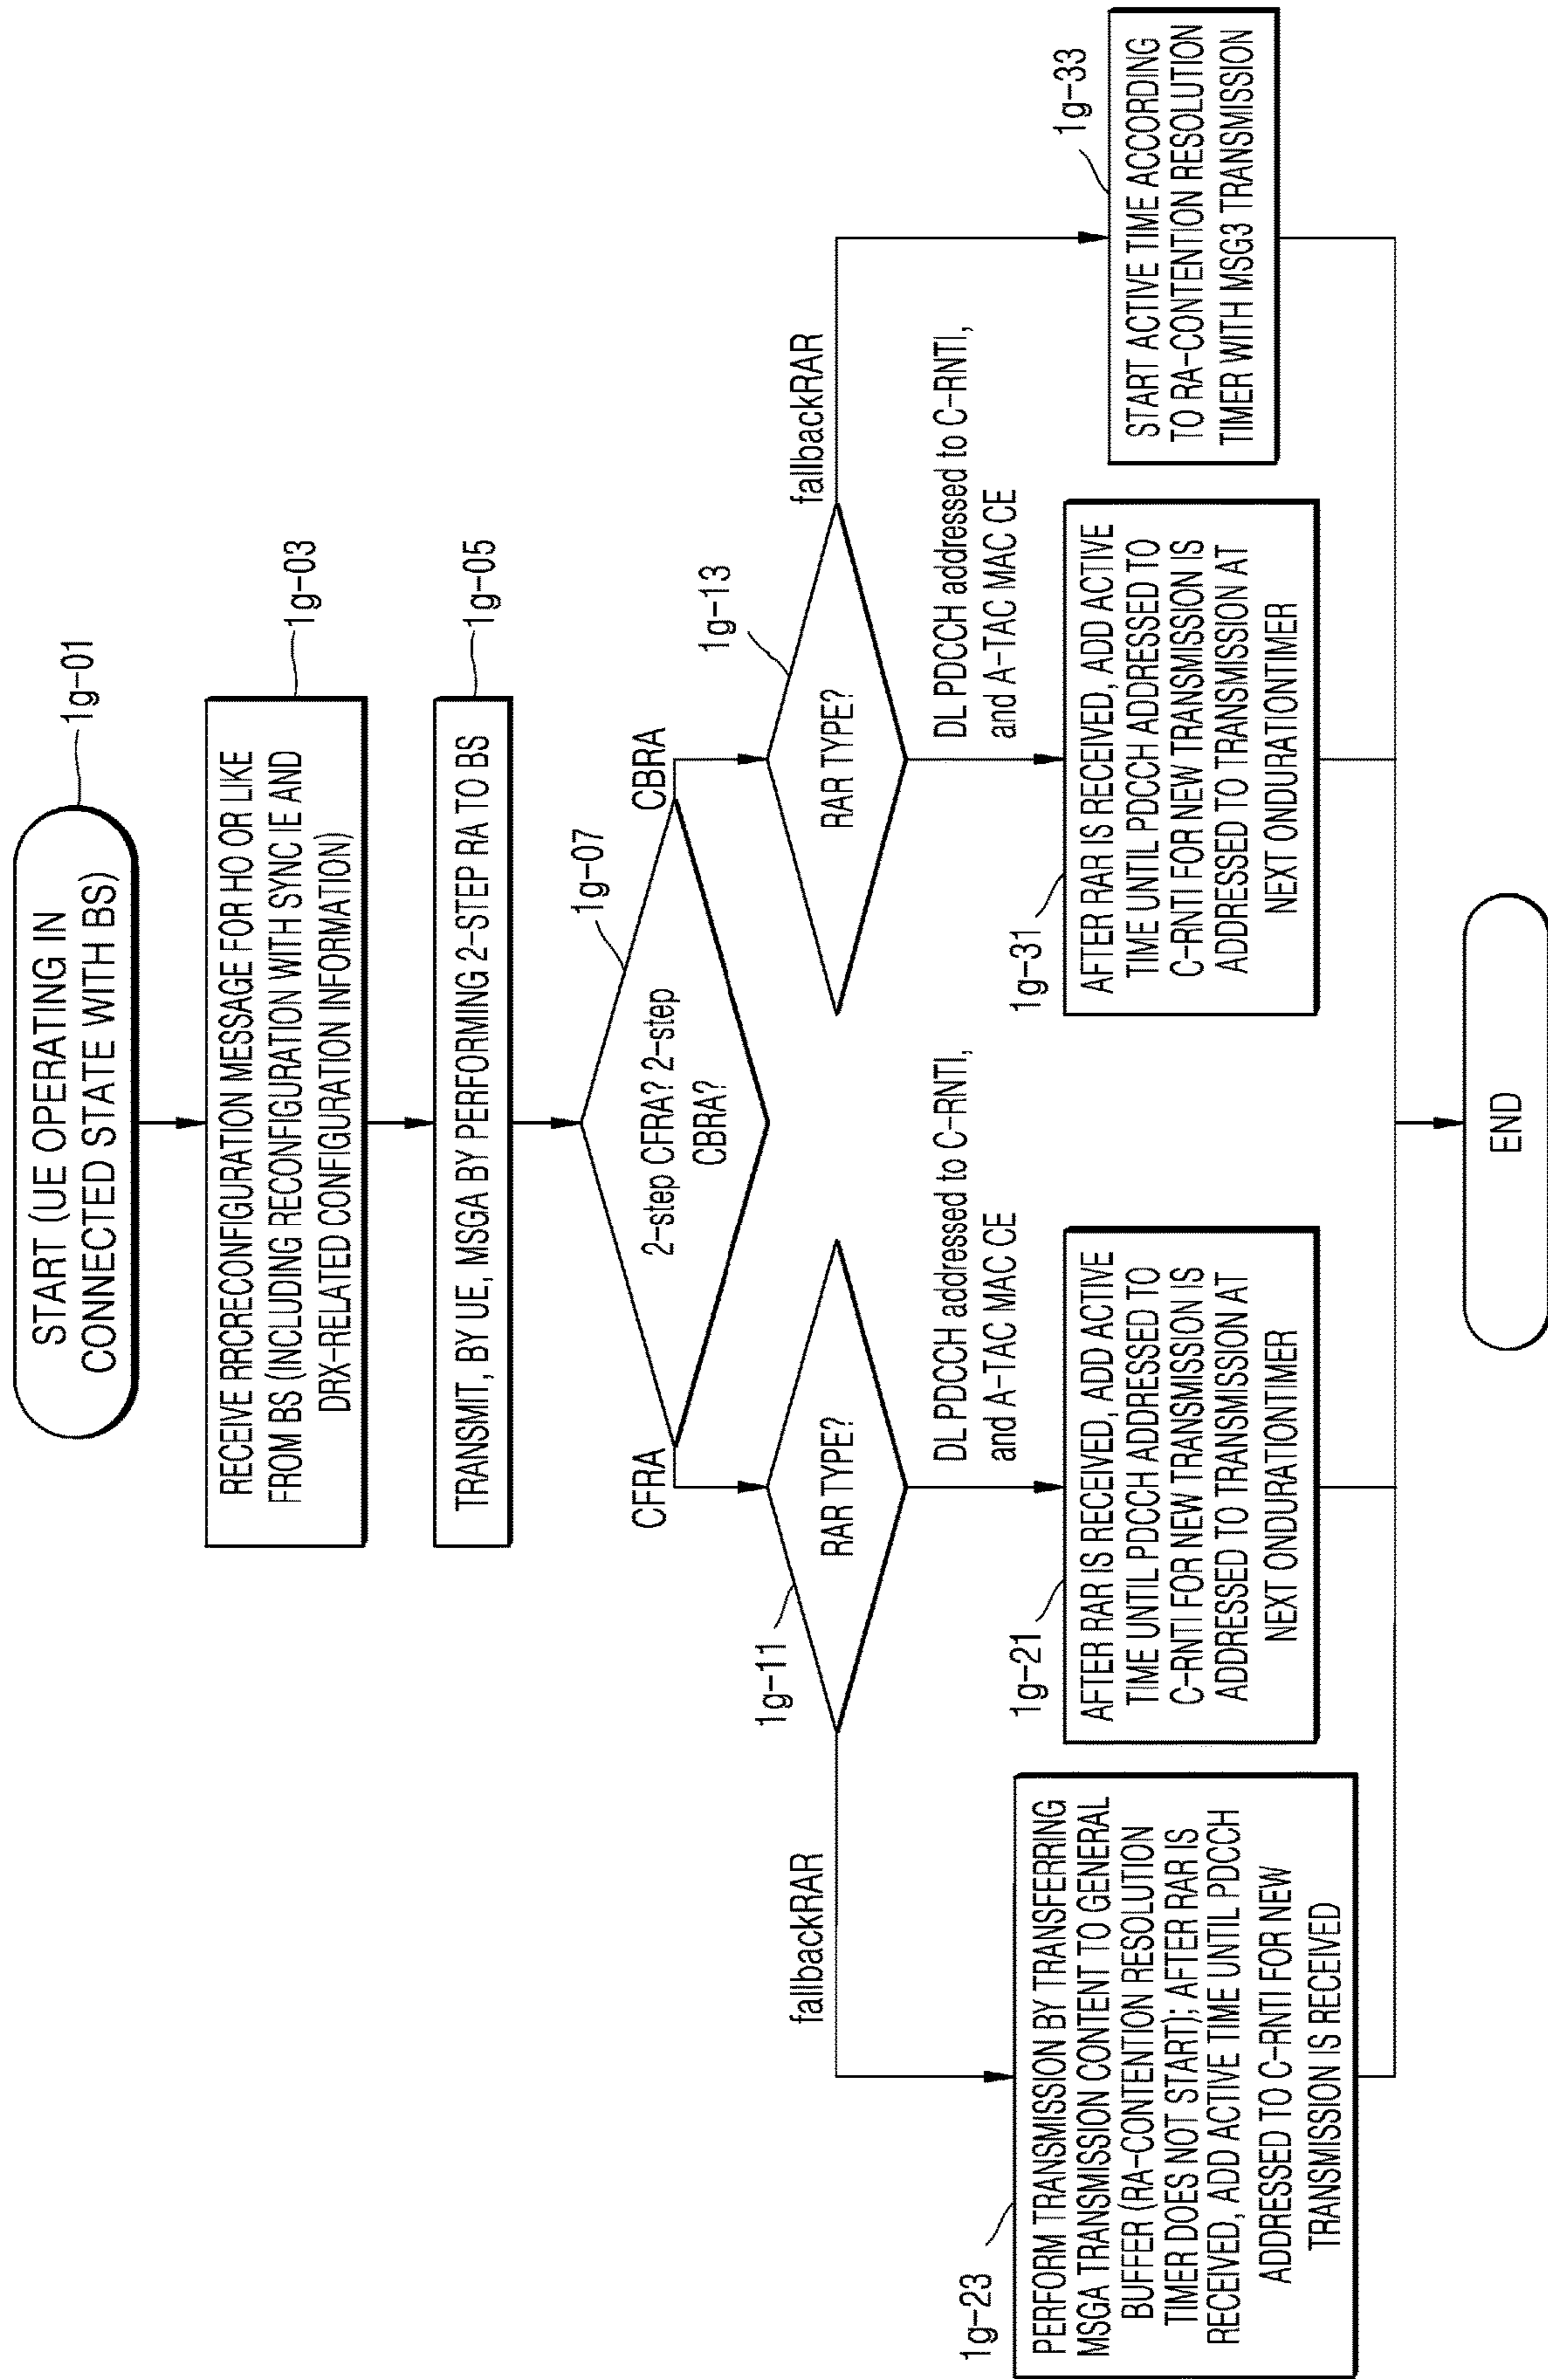 START (UE OPERATING IN
CONNECTED STATE WITH BS)
1g-01
RECEIVE RRCRECONFIGURATION MESSAGE FOR HO OR LIKE
FROM BS (INCLUDING RECONFIGURATION WITH SYNC IE AND
DRX-RELATED CONFIGURATION INFORMATION)
1g-03
TRANSMIT, BY UE, MSGA BY PERFORMING 2-STEP RA TO BS
1g-05
1g-07
2-step CFRA? 2-step
CBRA?
CFRA
CBRA
1g-11
RAR TYPE?
1g-13
RAR TYPE?
fallbackRAR
DL PDCCH addressed to C-RNTI,
and A-TAC MAC CE
DL PDCCH addressed to C-RNTI,
and A-TAC MAC CE
fallbackRAR
1g-23
PERFORM TRANSMISSION BY TRANSFERRING
MSGA TRANSMISSION CONTENT TO GENERAL
BUFFER (RA-CONTENTION RESOLUTION
TIMER DOES NOT START); AFTER RAR IS
RECEIVED, ADD ACTIVE TIME UNTIL PDCCH
ADDRESSED TO C-RNTI FOR NEW
TRANSMISSION IS RECEIVED
1g-21
AFTER RAR IS RECEIVED, ADD ACTIVE
TIME UNTIL PDCCH ADDRESSED TO
C-RNTI FOR NEW TRANSMISSION IS
ADDRESSED TO TRANSMISSION AT
NEXT ONDURATIONTIMER
1g-31
AFTER RAR IS RECEIVED, ADD ACTIVE
TIME UNTIL PDCCH ADDRESSED TO
C-RNTI FOR NEW TRANSMISSION IS
ADDRESSED TO TRANSMISSION AT
NEXT ONDURATIONTIMER
1g-33
START ACTIVE TIME ACCORDING
TO RA-CONTENTION RESOLUTION
TIMER WITH MSG3 TRANSMISSION
END